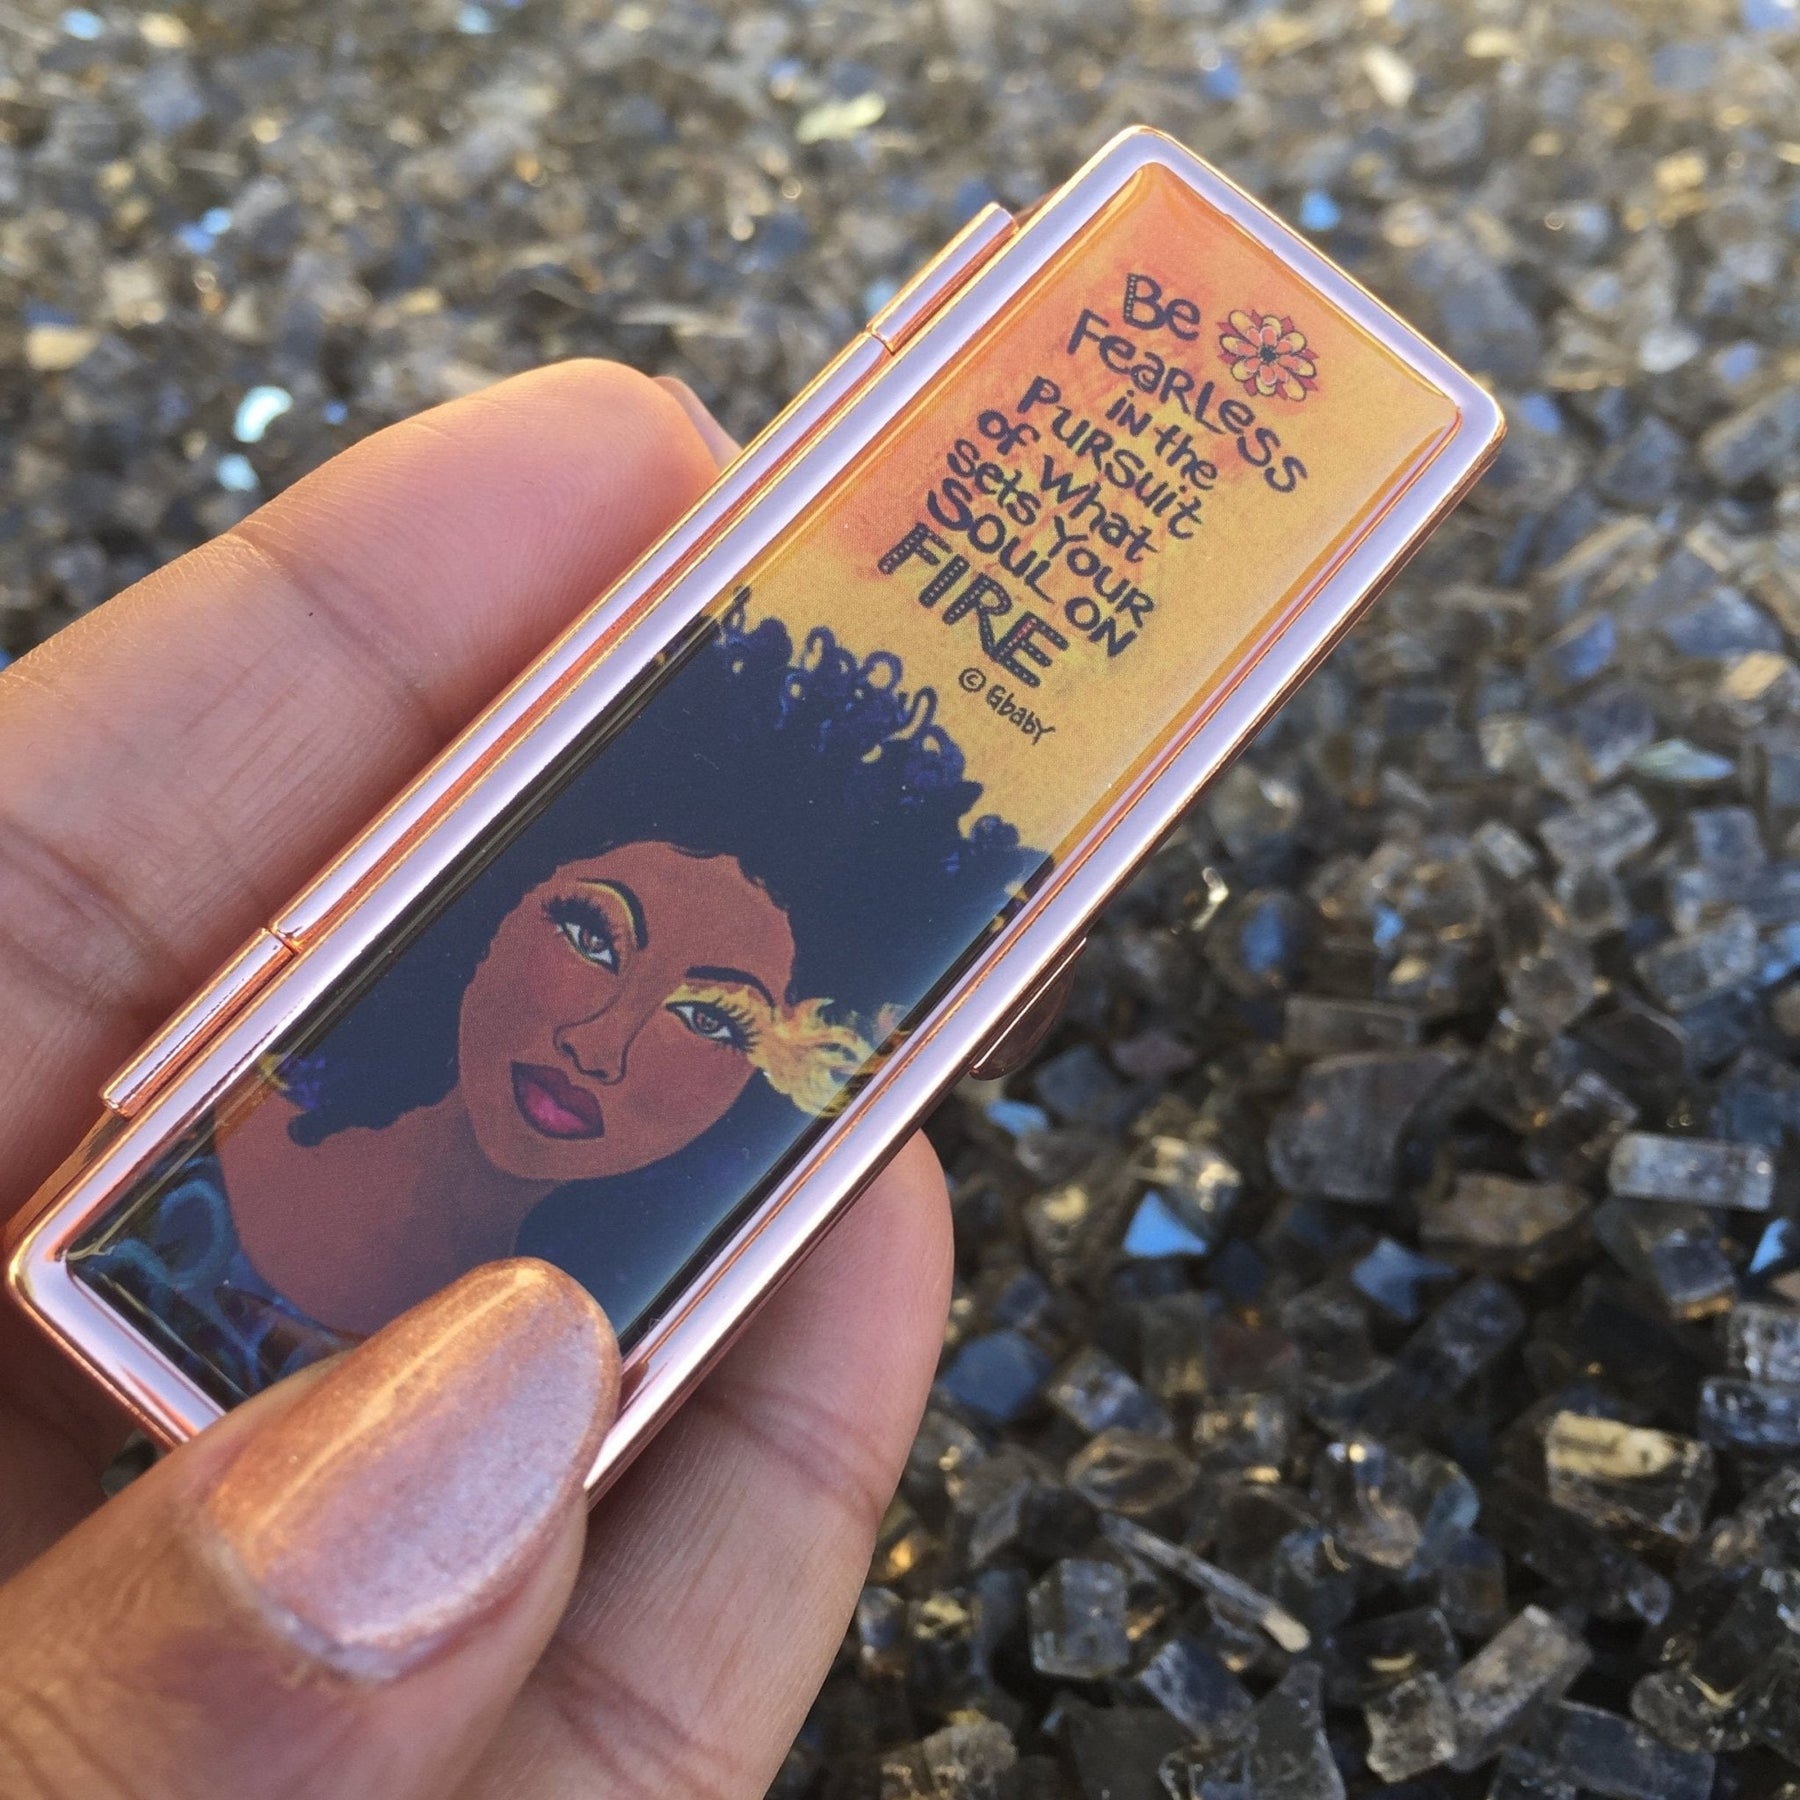 Be
Fearless
in the
Pursuit
of What
sets Your
Soul on
FIRE
© Gbaby